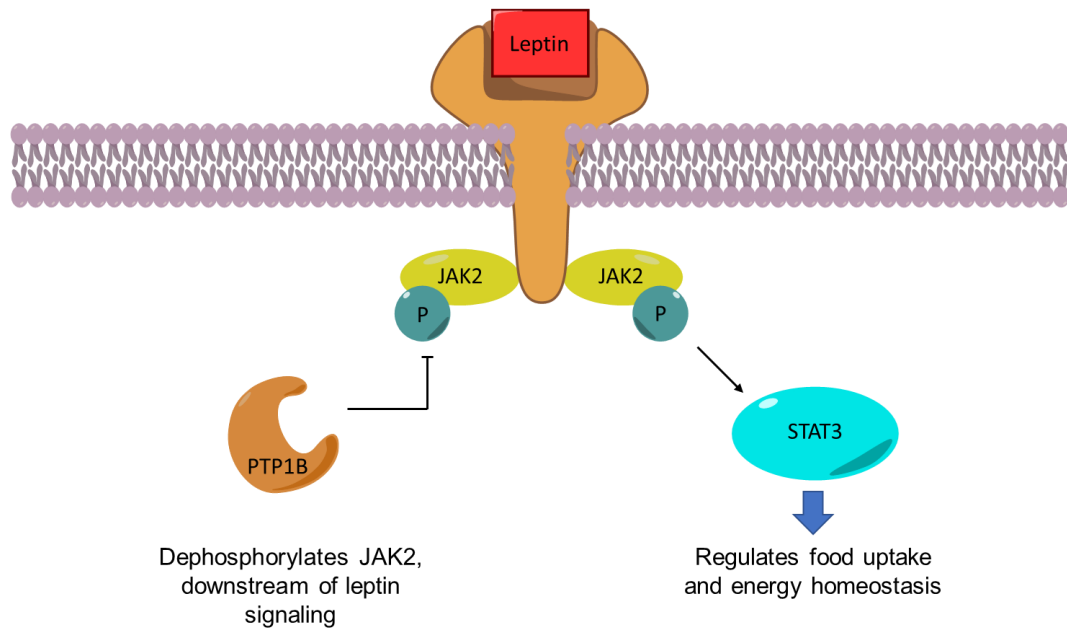 Leptin
JAK2
JAK2
P
P
PTP1B
STAT3
Dephosphorylates JAK2,
downstream of leptin
signaling
Regulates food uptake
and energy homeostasis